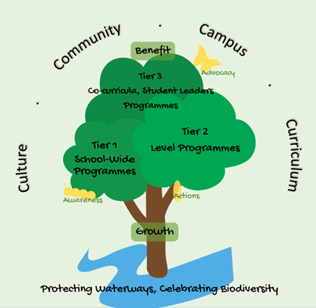 Community
Campus
Benefit
Advocacy
Tier 3
Co-curricula, Student Leaders
Programmes
Tier 2
Level Programmes
Tier 1
School-Wide
Programmes
Culture
Curriculum
Awareness
Actions
Growth
Protecting Waterways, Celebrating Biodiversity